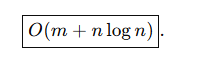 O(m + n log n).